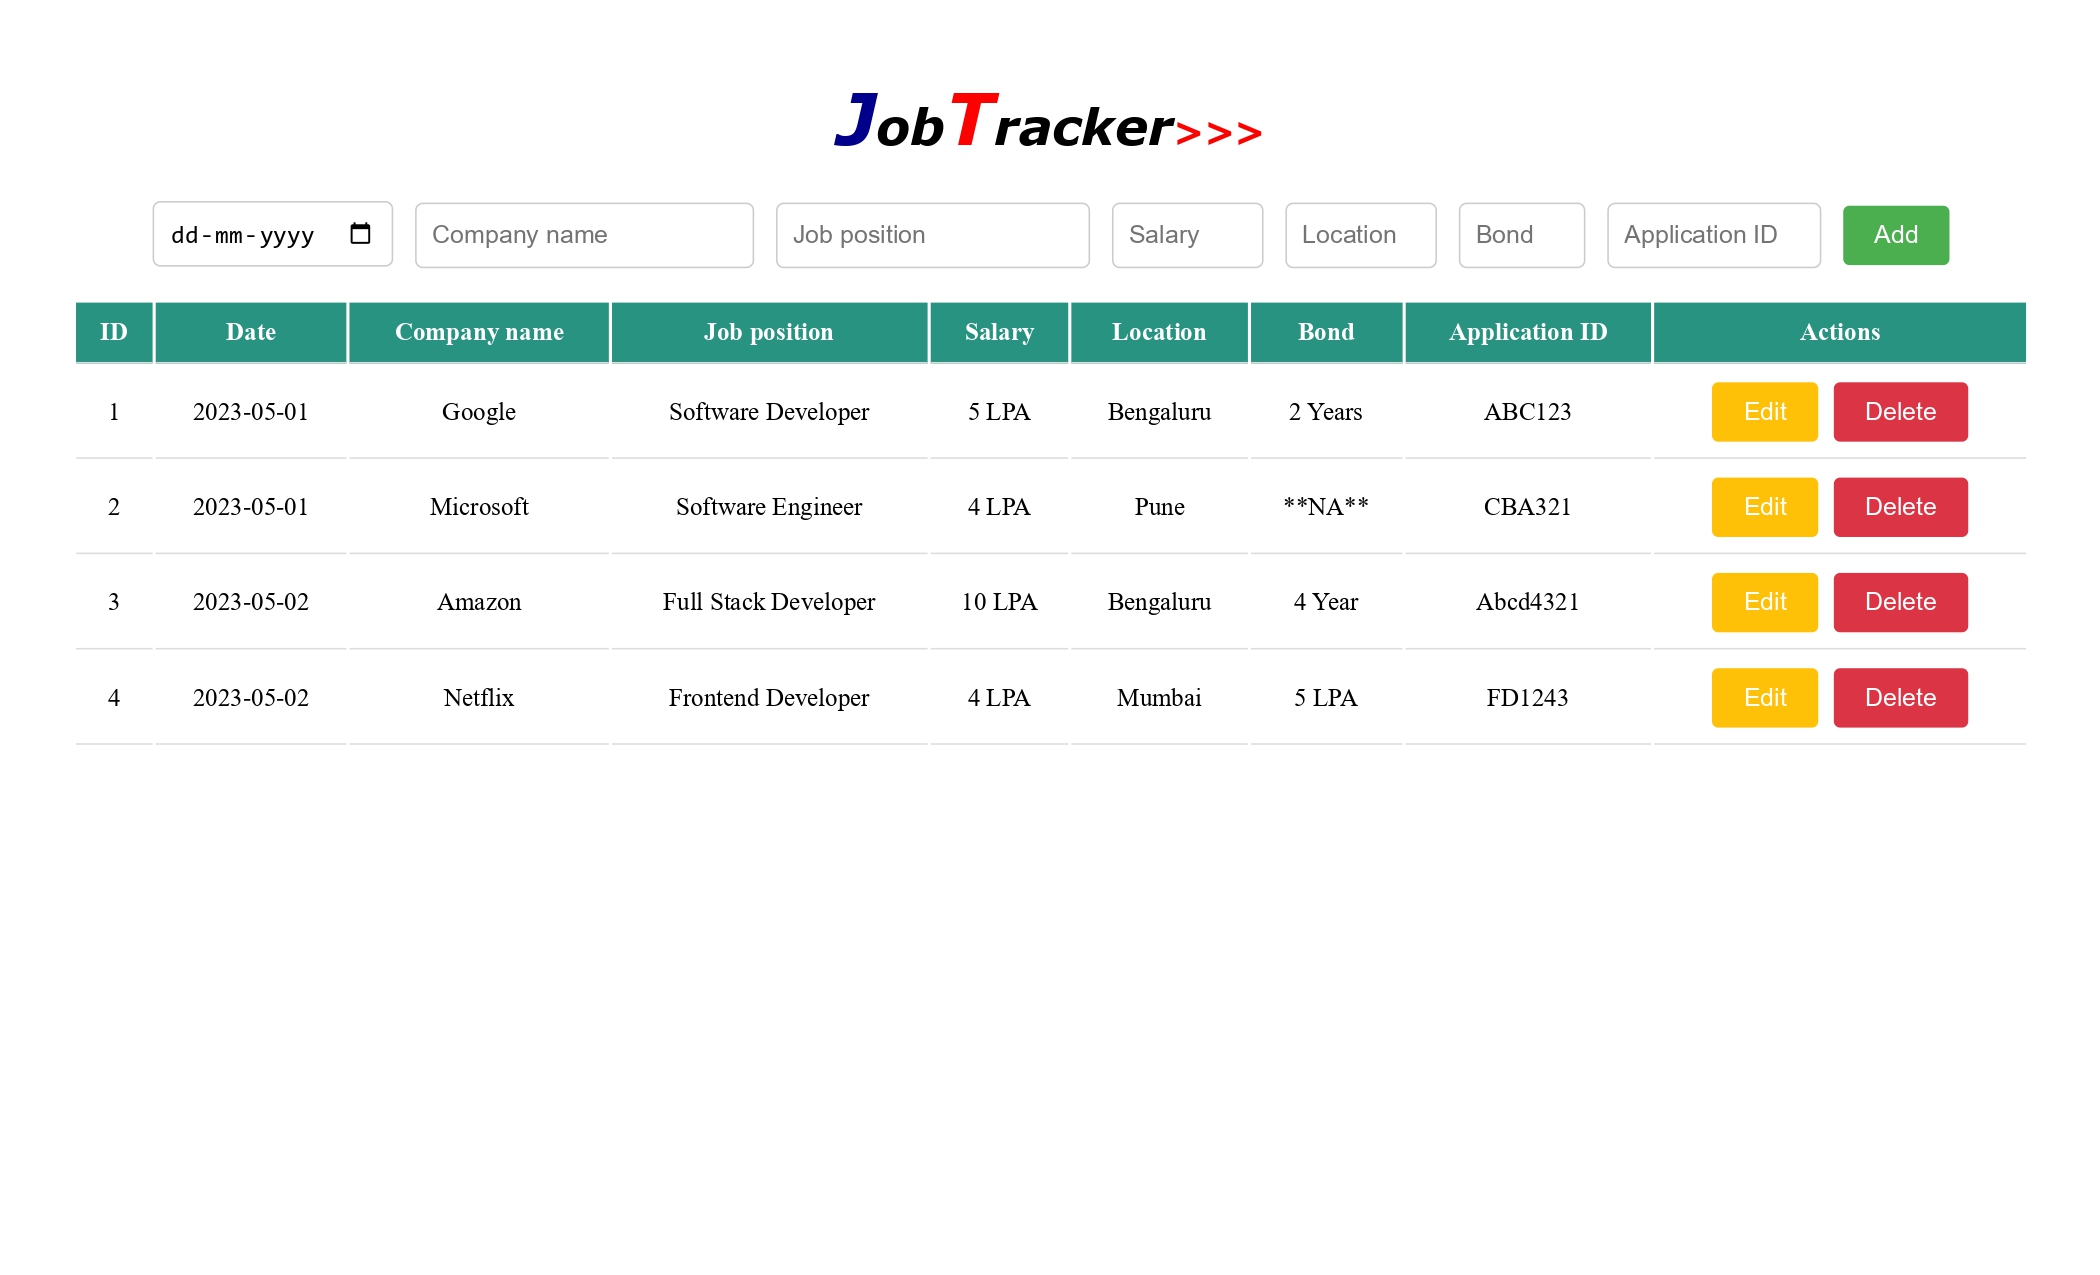 JobTracker>>>
dd-mm-yyyy Company name Job position Salary Location Bond Application ID Add
ID Date Company name Job position Salary Location Bond Application ID Actions
1 2023-05-01 Google Software Developer 5 LPA Bengaluru 2 Years ABC123 Edit Delete
2 2023-05-01 Microsoft Software Engineer 4 LPA Pune **NA** CBA321 Edit Delete
3 2023-05-02 Amazon Full Stack Developer 10 LPA Bengaluru 4 Year Abcd4321 Edit Delete
4 2023-05-02 Netflix Frontend Developer 4 LPA Mumbai 5 LPA FD1243 Edit Delete